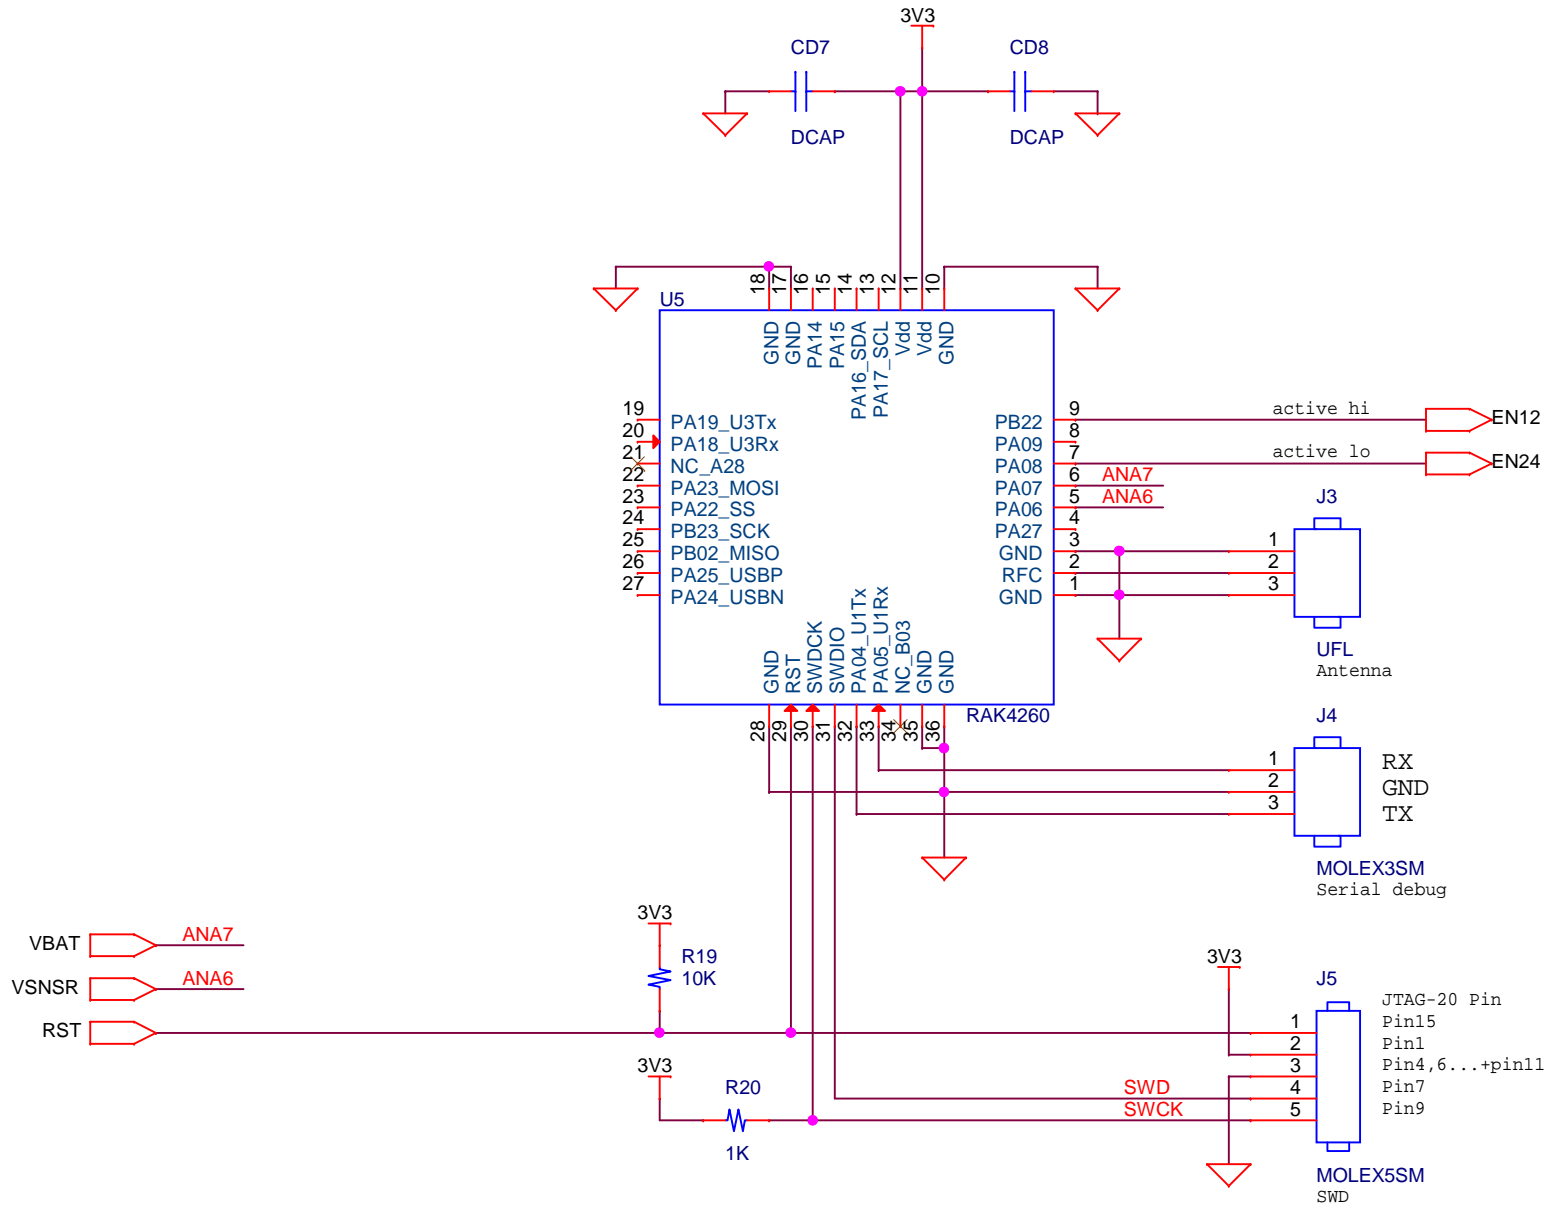 3V3
CD7
CD8
DCAP
DCAP
18
17
16
15
14
13
12
11
10
U5
GND
GND
PA14
PA15
PA16_SDA
PA17_SCL
Vdd
Vdd
GND
19
PA19_U3Tx
20
PA18_U3Rx
21
NC_A28
22
PA23_MOSI
23
PA22_SS
24
PB23_SCK
25
PB02_MISO
26
PA25_USBP
27
PA24_USBN
PB22
9
active hi
EN12
PA09
8
PA08
7
active lo
EN24
PA07
6
ANA7
PA06
5
ANA6
PA27
4
GND
3
RFC
2
GND
1
J3
1
2
3
UFL
Antenna
GND
RST
SWDCK
SWDIO
PA04_U1Tx
PA05_U1Rx
NC_B03
GND
GND
RAK4260
28
29
30
31
32
33
34
35
36
J4
1
RX
2
GND
3
TX
MOLEX3SM
Serial debug
VBAT
ANA7
VSNSR
ANA6
RST
3V3
R19
10K
3V3
R20
1K
3V3
J5
JTAG-20 Pin
1
Pin15
2
Pin1
3
Pin4,6...+pin11
SWD
4
Pin7
SWCK
5
Pin9
MOLEX5SM
SWD